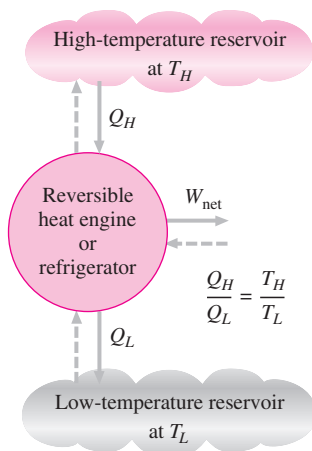 High-temperature reservoir
at T_H
Q_H
Reversible
heat engine
or
refrigerator
W_net
Q_H / Q_L = T_H / T_L
Q_L
Low-temperature reservoir
at T_L